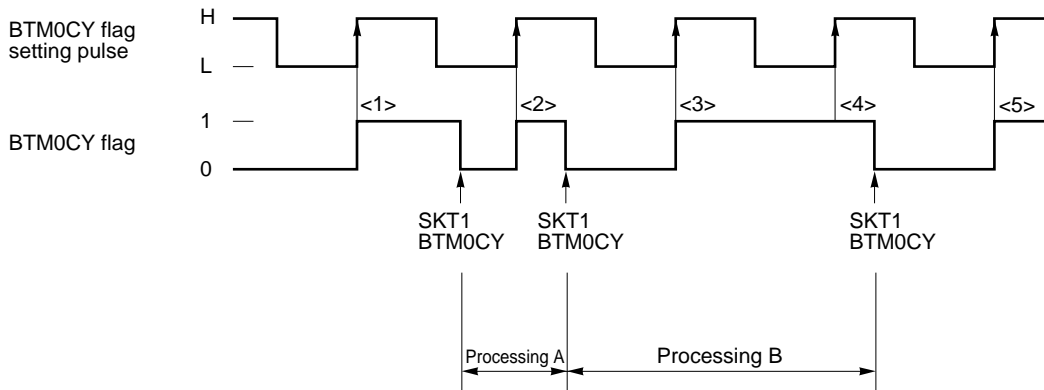 BTM0CY flag
setting pulse
H
L
<1>
<2>
<3>
<4>
<5>
BTM0CY flag
1
0
SKT1
BTM0CY
SKT1
BTM0CY
SKT1
BTM0CY
Processing A
Processing B